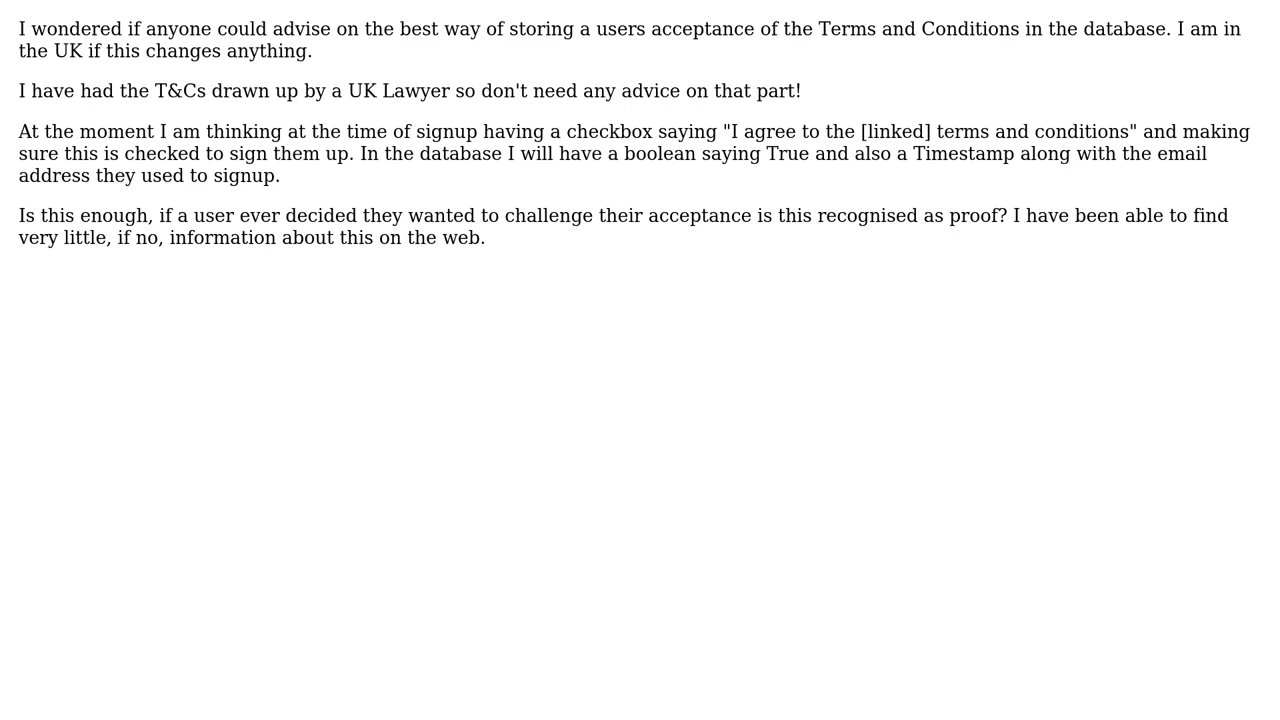 I wondered if anyone could advise on the best way of storing a users acceptance of the Terms and Conditions in the database. I am in
the UK if this changes anything.
I have had the T&Cs drawn up by a UK Lawyer so don't need any advice on that part!
At the moment I am thinking at the time of signup having a checkbox saying "I agree to the [linked] terms and conditions" and making
sure this is checked to sign them up. In the database I will have a boolean saying True and also a Timestamp along with the email
address they used to signup.
Is this enough, if a user ever decided they wanted to challenge their acceptance is this recognised as proof? I have been able to find
very little, if no, information about this on the web.